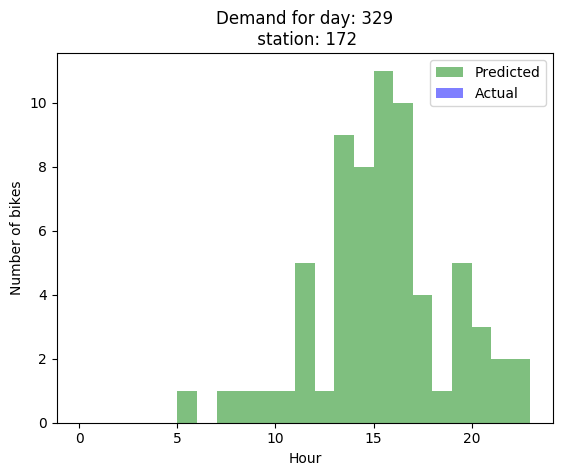 Demand for day: 329
station: 172
Predicted
Actual
Number of bikes
10
8
6
4
2
0
0 5 10 15 20
Hour